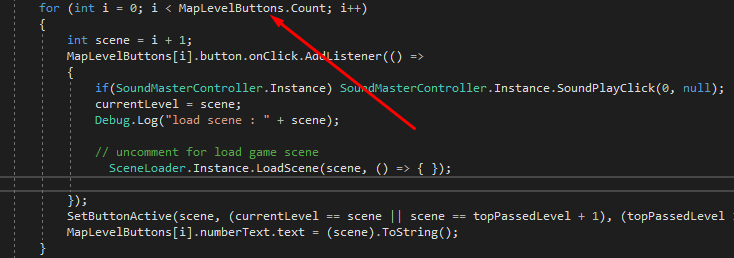 for (int i = 0; i < MapLevelButtons.Count; i++)
{
int scene = i + 1;
MapLevelButtons[i].button.onClick.AddListener(() =>
{
if(SoundMasterController.Instance) SoundMasterController.Instance.SoundPlayClick(0, null);
currentLevel = scene;
Debug.Log("load scene : " + scene);
// uncomment for load game scene
SceneLoader.Instance.LoadScene(scene, () => { });
});
SetButtonActive(scene, (currentLevel == scene || scene == topPassedLevel + 1), (topPassedLevel
MapLevelButtons[i].numberText.text = (scene).ToString();
}